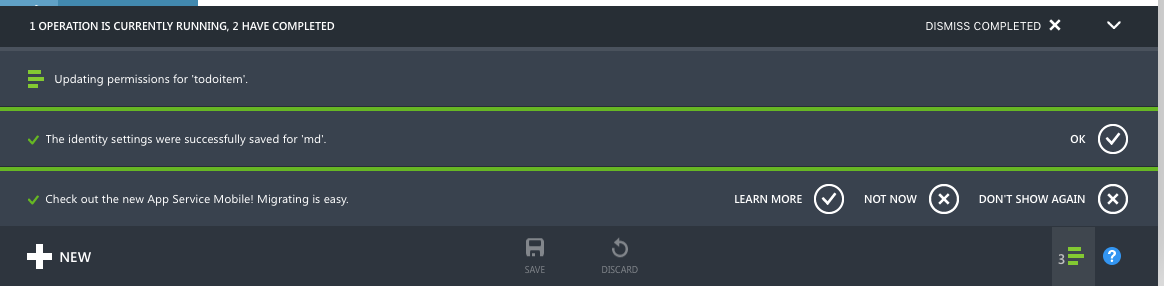 1 OPERATION IS CURRENTLY RUNNING, 2 HAVE COMPLETED DISMISS COMPLETED
Updating permissions for 'todoitem'.
The identity settings were successfully saved for 'md'. OK
Check out the new App Service Mobile! Migrating is easy. LEARN MORE NOT NOW DON'T SHOW AGAIN
NEW SAVE DISCARD 3 ?